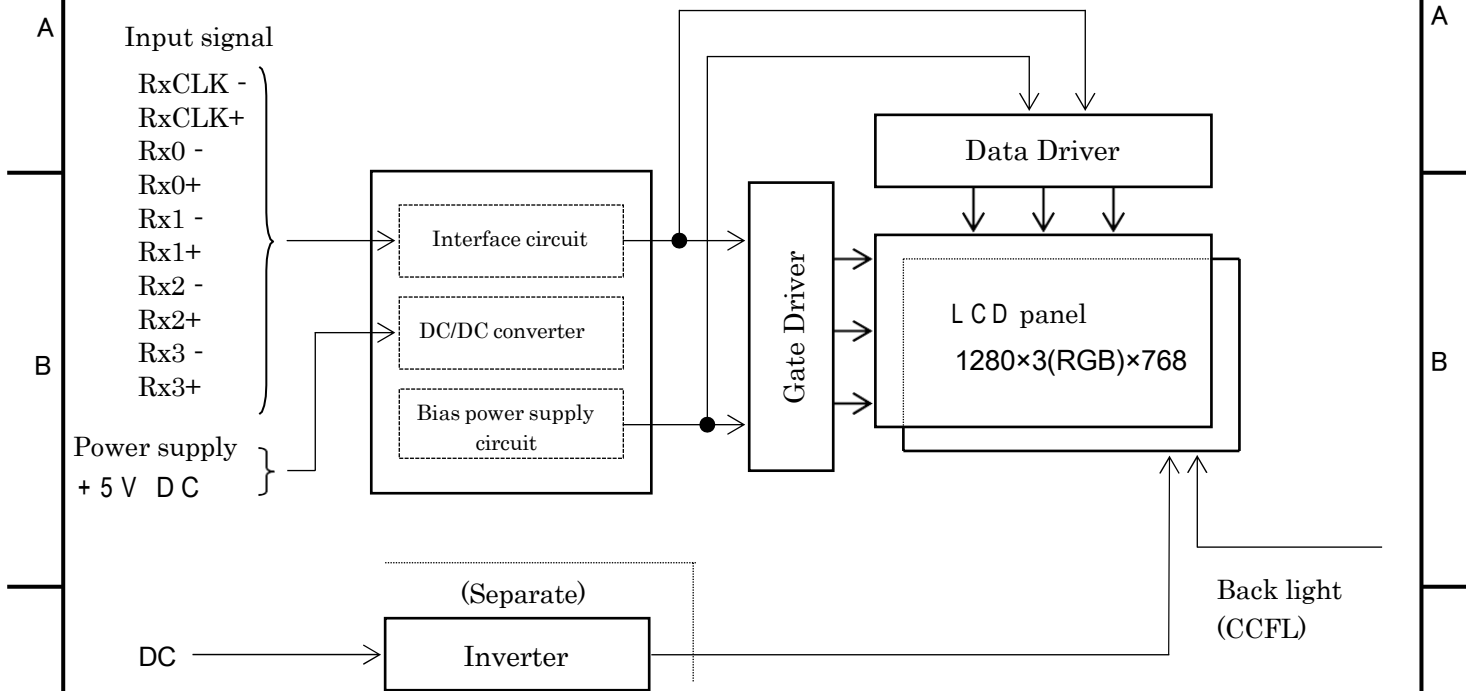 A
A
Input signal
RxCLK -
RxCLK+
Rx0 -
Rx0+
Rx1 -
Rx1+
Rx2 -
Rx2+
Rx3 -
Rx3+
Power supply
+5V DC
B
Interface circuit
DC/DC converter
Bias power supply
circuit
Gate Driver
Data Driver
LCD panel
1280×3(RGB)×768
B
(Separate)
DC
Inverter
Back light
(CCFL)